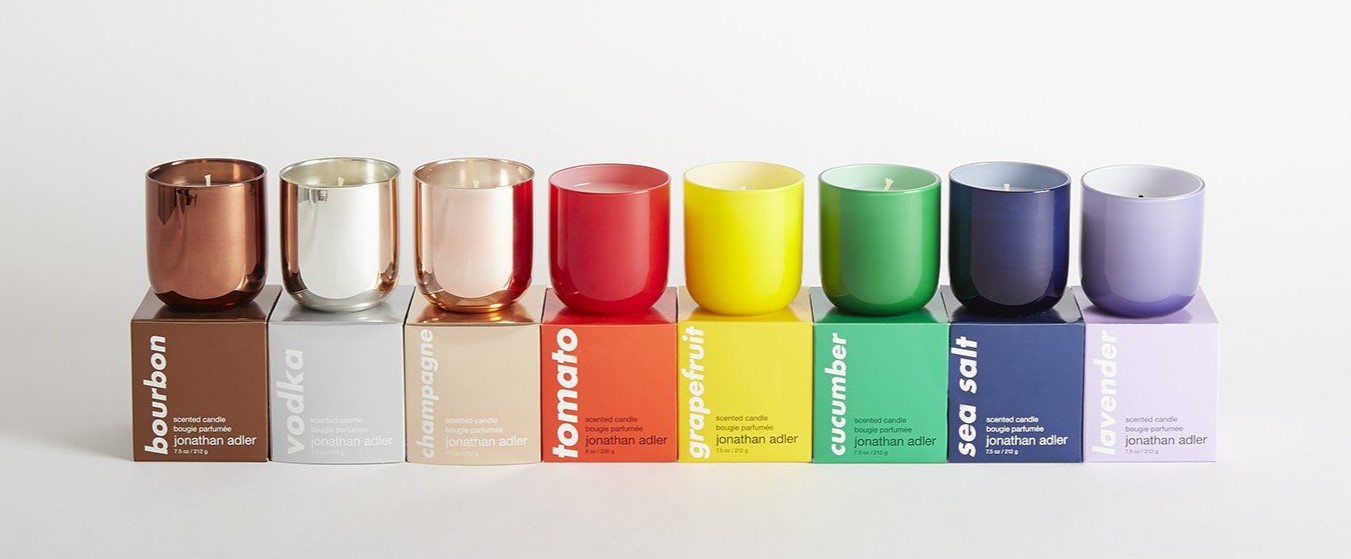 bourbon
scented candle
bougie parfumée
jonathan adler
7.5 oz / 212 g
vodka
scented candle
bougie parfumée
jonathan adler
champagne
scented candle
bougie parfumée
jonathan adler
7.5 oz / 212 g
tomato
scented candle
bougie parfumée
jonathan adler
grapefruit
scented candle
bougie parfumée
jonathan adler
7.5 oz / 212 g
cucumber
scented candle
bougie parfumée
jonathan adler
7.5 oz / 212 g
sea salt
scented candle
bougie parfumée
jonathan adler
7.5 oz / 212 g
lavender
scented candle
bougie parfumée
jonathan adler
7.5 oz / 212 g